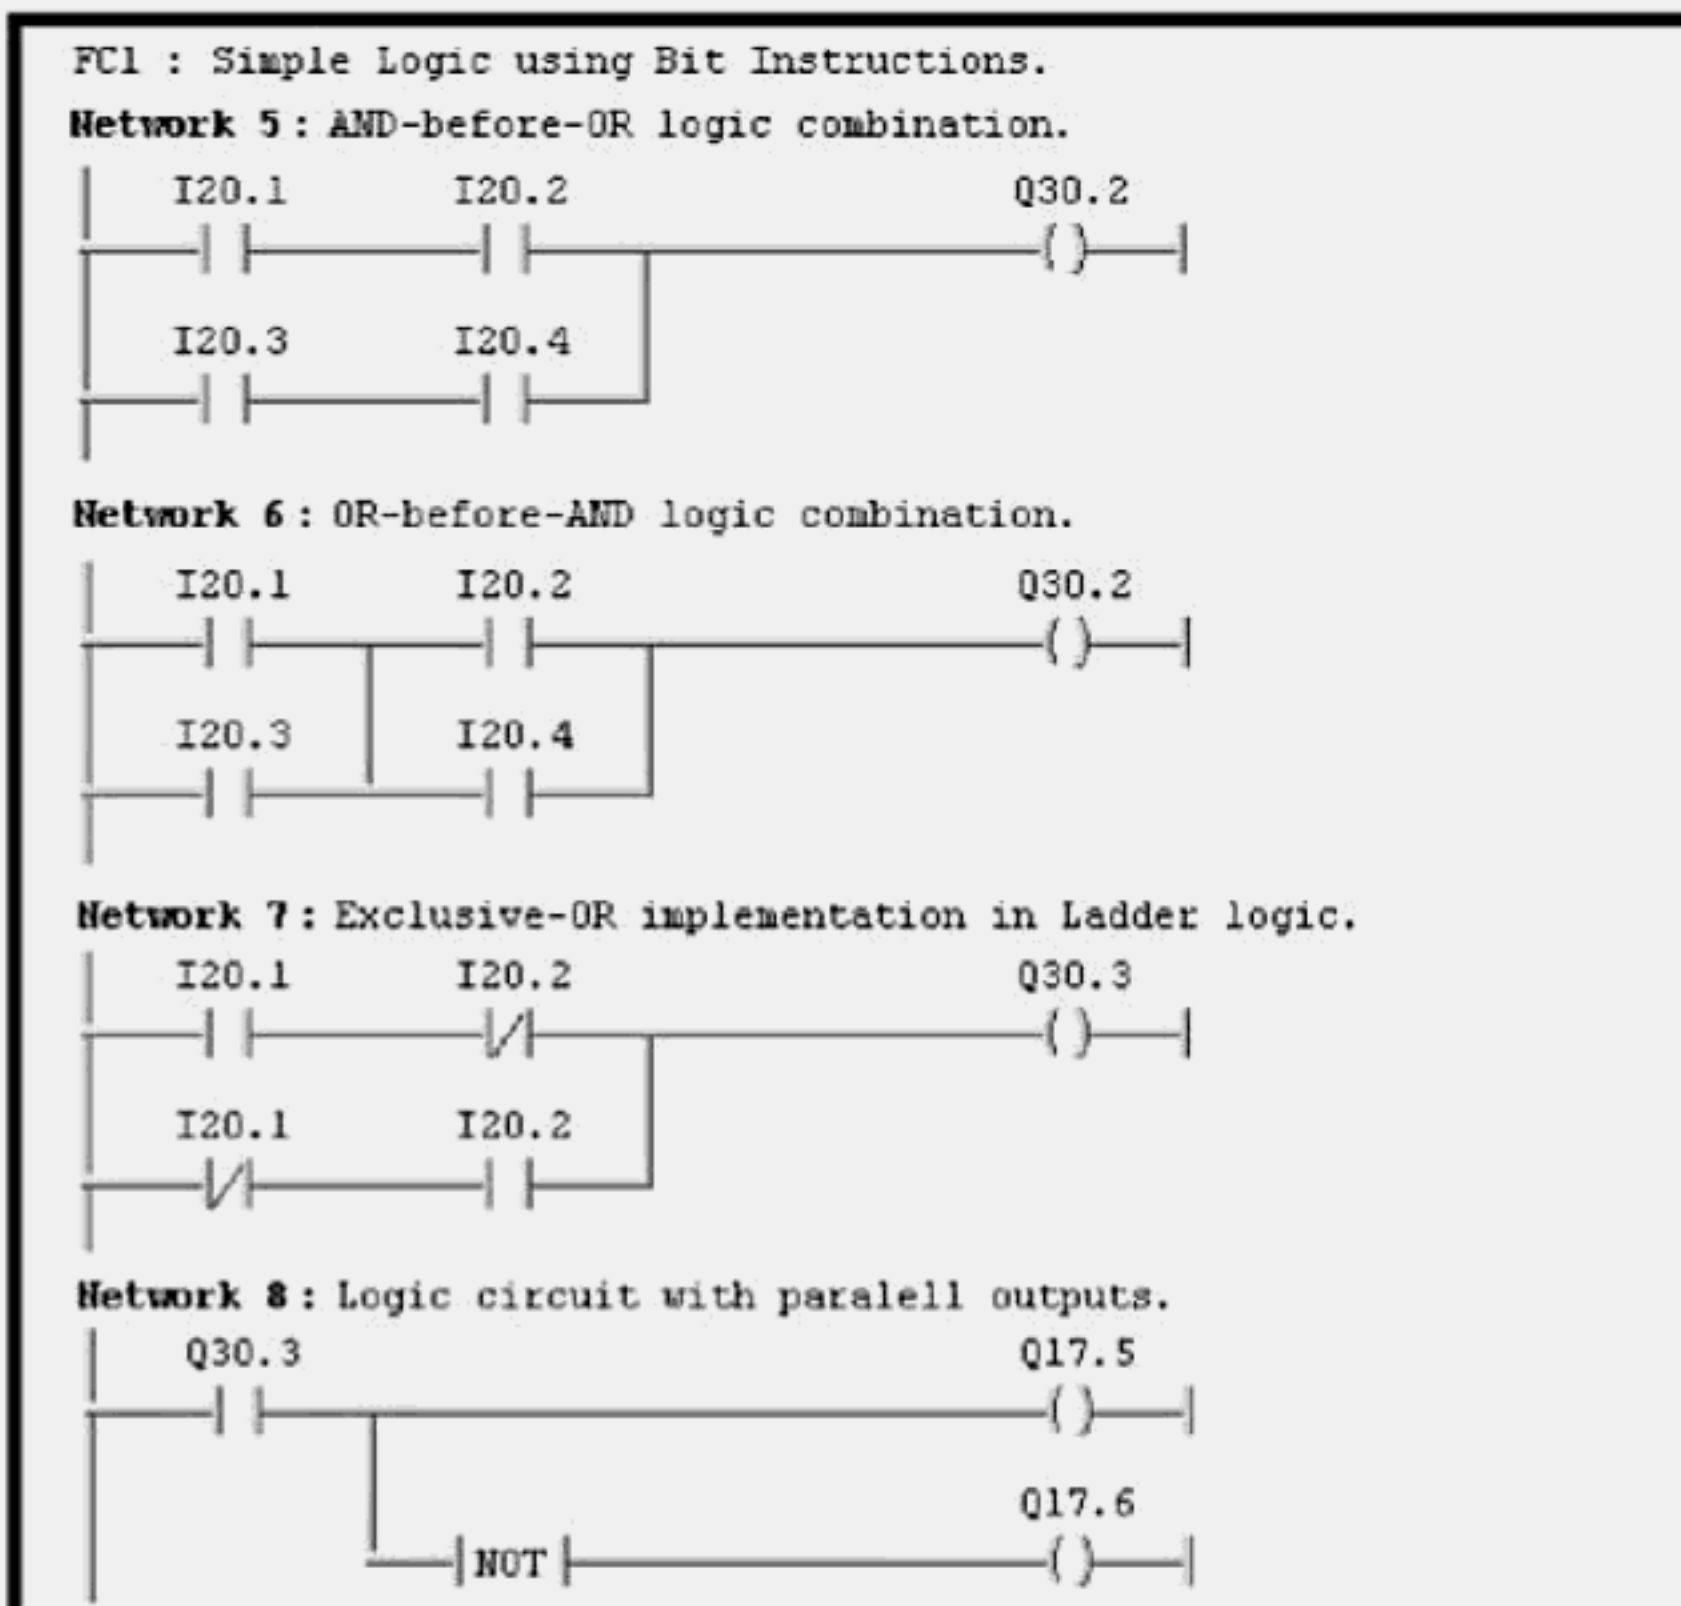 FC1 : Simple Logic using Bit Instructions.
Network 5: AND-before-OR logic combination.
I20.1 I20.2 Q30.2
I20.3 I20.4
Network 6: OR-before-AND logic combination.
I20.1 I20.2 Q30.2
I20.3 I20.4
Network 7: Exclusive-OR implementation in Ladder logic.
I20.1 I20.2 Q30.3
I20.1 I20.2
Network 8: Logic circuit with paralell outputs.
Q30.3 Q17.5
Q17.6
NOT